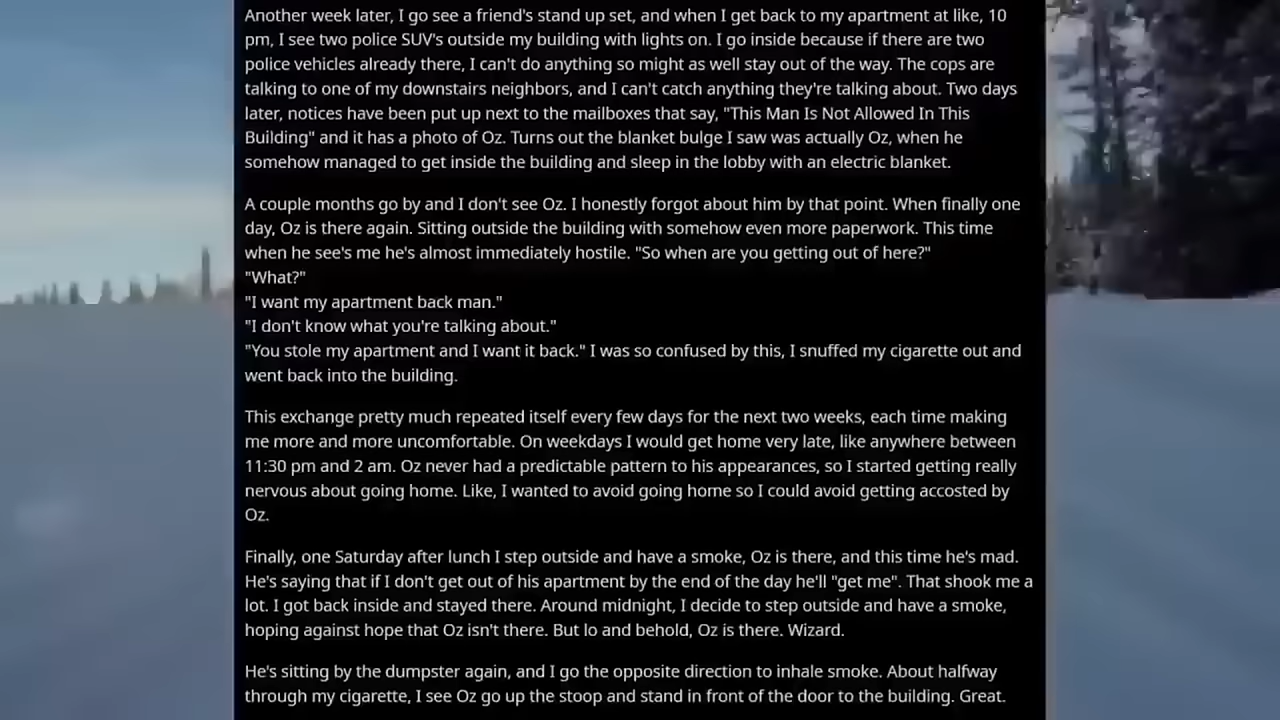 Another week later, I go see a friend's stand up set, and when I get back to my apartment at like, 10
pm, I see two police SUV's outside my building with lights on. I go inside because if there are two
police vehicles already there, I can't do anything so might as well stay out of the way. The cops are
talking to one of my downstairs neighbors, and I can't catch anything they're talking about. Two days
later, notices have been put up next to the mailboxes that say, "This Man Is Not Allowed In This
Building" and it has a photo of Oz. Turns out the blanket bulge I saw was actually Oz, when he
somehow managed to get inside the building and sleep in the lobby with an electric blanket.
A couple months go by and I don't see Oz. I honestly forgot about him by that point. When finally one
day, Oz is there again. Sitting outside the building with somehow even more paperwork. This time
when he see's me he's almost immediately hostile. "So when are you getting out of here?"
"What?"
"I want my apartment back man."
"I don't know what you're talking about."
"You stole my apartment and I want it back." I was so confused by this, I snuffed my cigarette out and
went back into the building.
This exchange pretty much repeated itself every few days for the next two weeks, each time making
me more and more uncomfortable. On weekdays I would get home very late, like anywhere between
11:30 pm and 2 am. Oz never had a predictable pattern to his appearances, so I started getting really
nervous about going home. Like, I wanted to avoid going home so I could avoid getting accosted by
Oz.
Finally, one Saturday after lunch I step outside and have a smoke, Oz is there, and this time he's mad.
He's saying that if I don't get out of his apartment by the end of the day he'll "get me". That shook me a
lot. I got back inside and stayed there. Around midnight, I decide to step outside and have a smoke,
hoping against hope that Oz isn't there. But lo and behold, Oz is there. Wizard.
He's sitting by the dumpster again, and I go the opposite direction to inhale smoke. About halfway
through my cigarette, I see Oz go up the stoop and stand in front of the door to the building. Great.